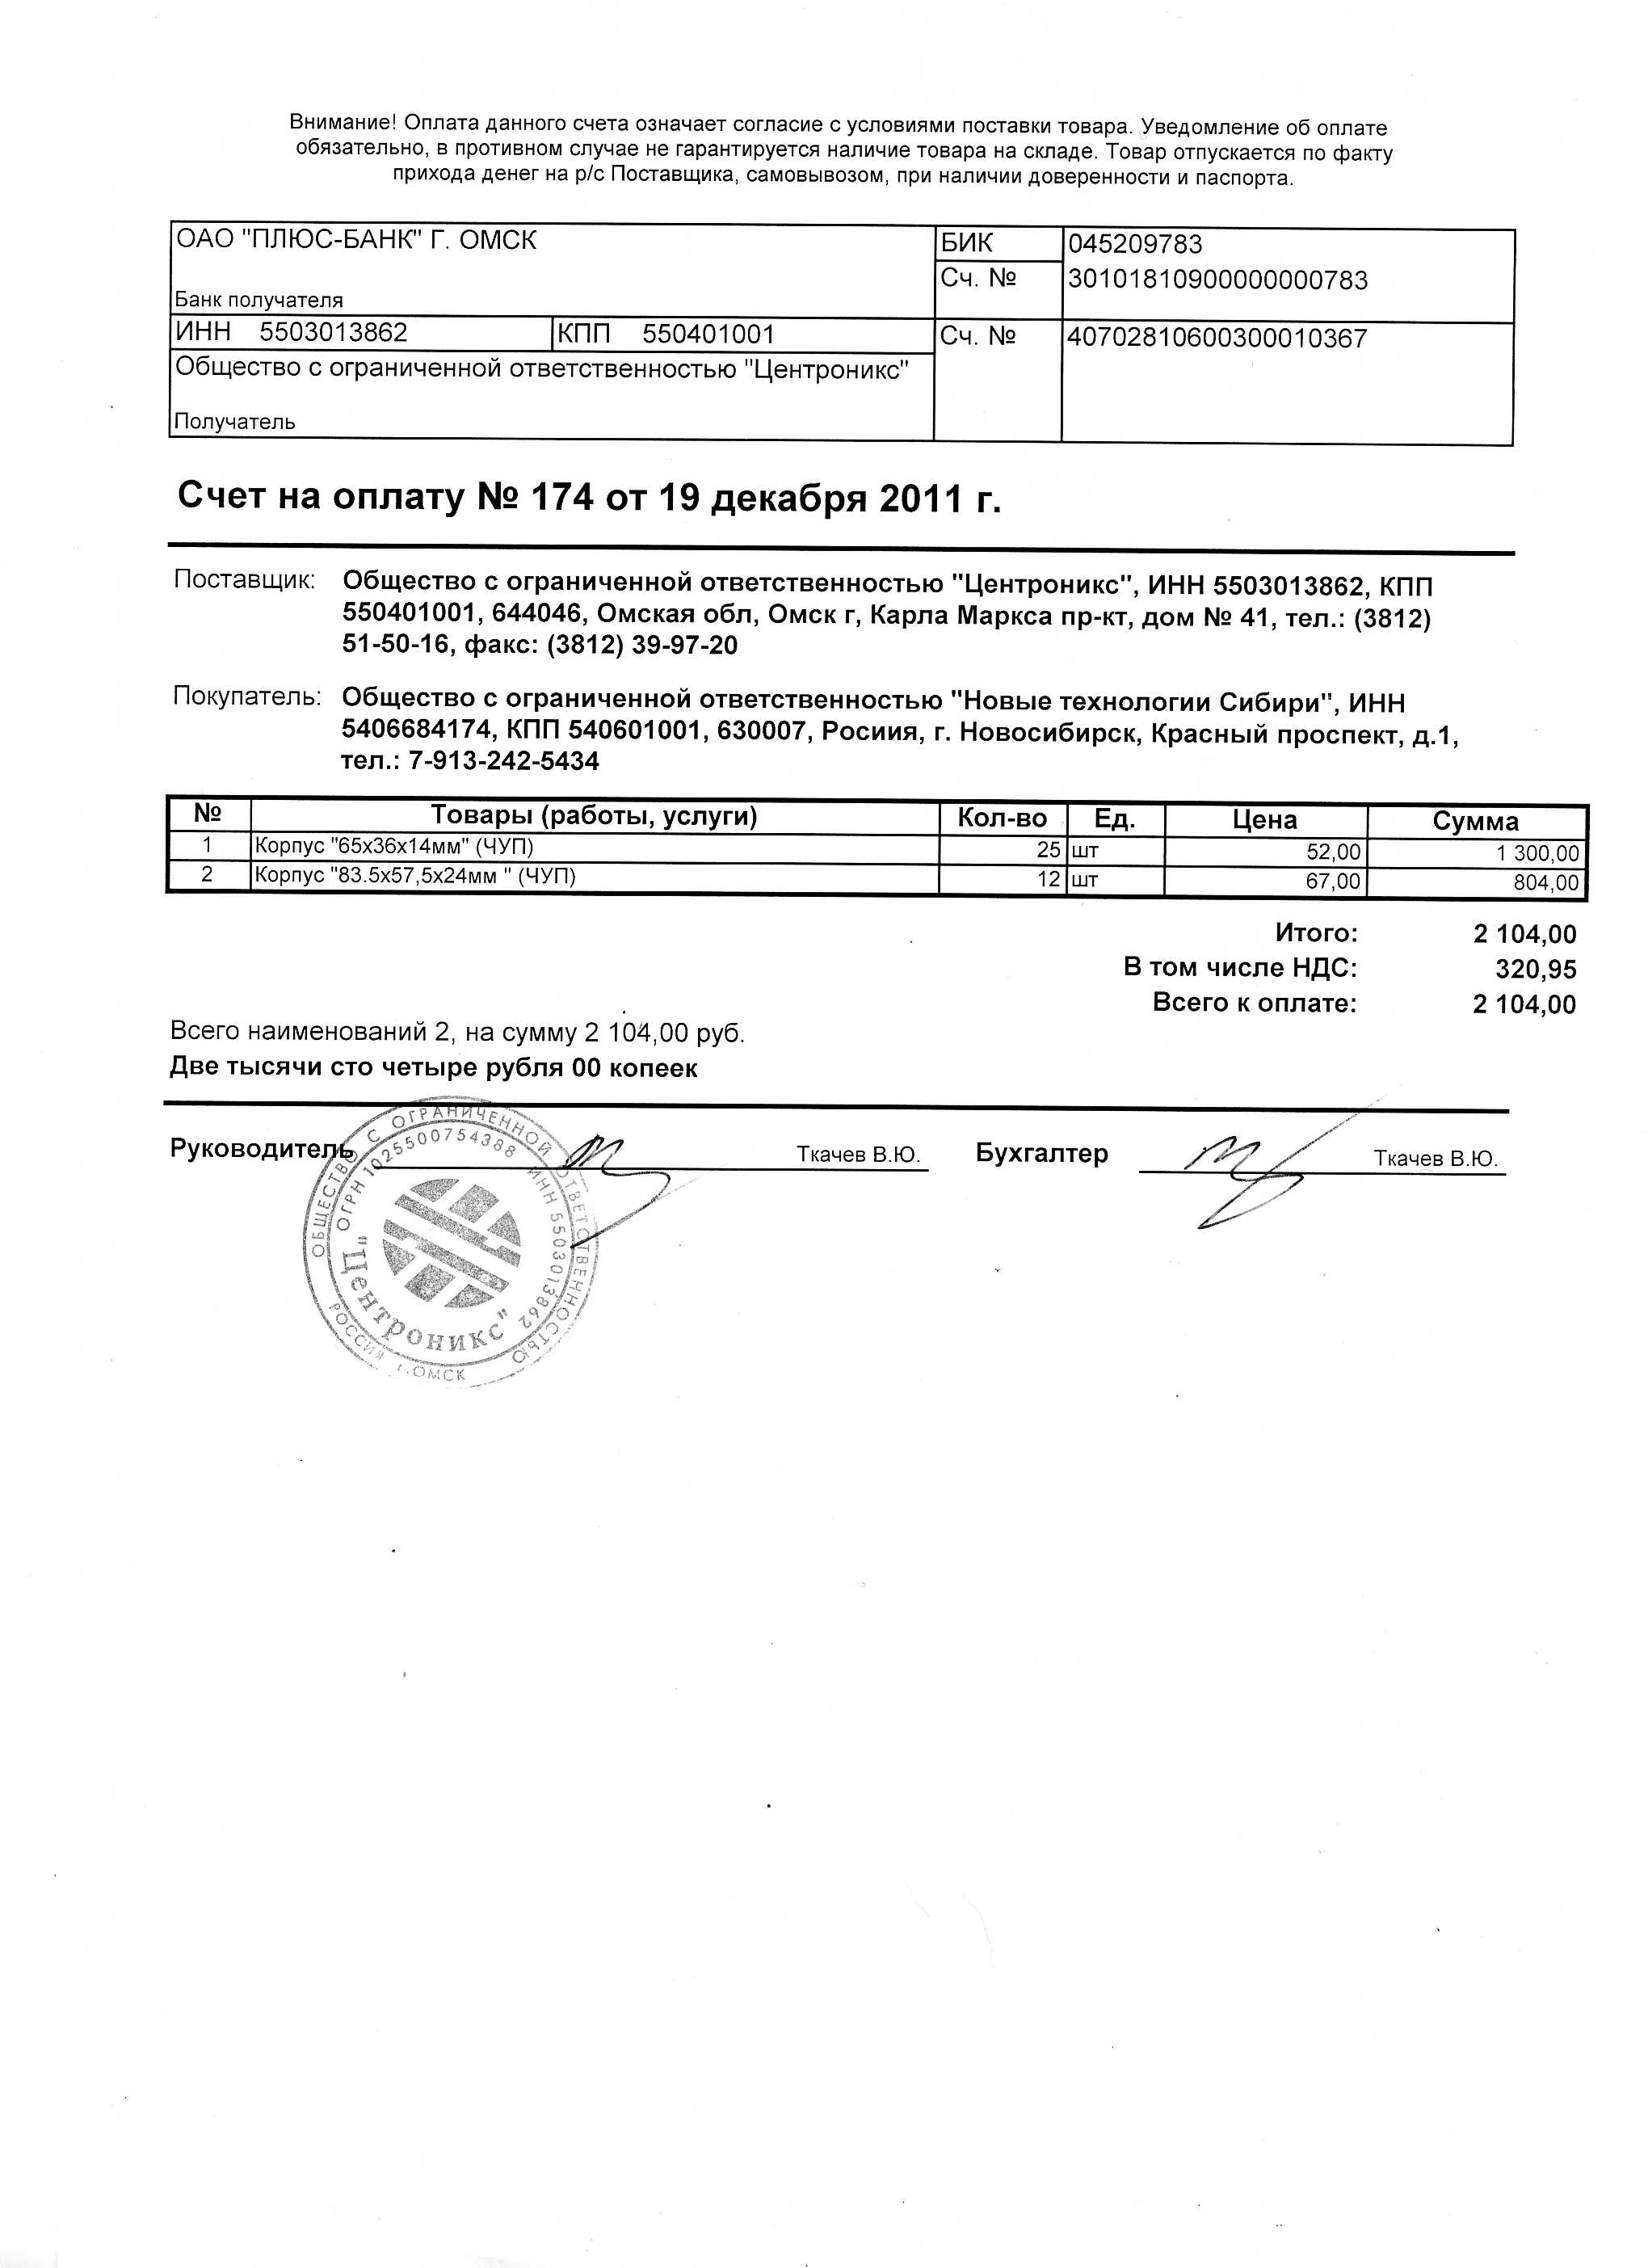 Внимание! Оплата данного счета означает согласие с условиями поставки товара. Уведомление об оплате
обязательно, в противном случае не гарантируется наличие товара на складе. Товар отпускается по факту
прихода денег на р/с Поставщика, самовывозом, при наличии доверенности и паспорта.
ОАО "ПЛЮС-БАНК" Г. ОМСК БИК 045209783
Сч. № 30101810900000000783
Банк получателя
ИНН 5503013862 КПП 550401001 Сч. № 40702810600300010367
Общество с ограниченной ответственностью "Центроникс"
Получатель
Счет на оплату № 174 от 19 декабря 2011 г.
Поставщик: Общество с ограниченной ответственностью "Центроникс", ИНН 5503013862, КПП
550401001, 644046, Омская обл, Омск г, Карла Маркса пр-кт, дом № 41, тел.: (3812)
51-50-16, факс: (3812) 39-97-20
Покупатель: Общество с ограниченной ответственностью "Новые технологии Сибири", ИНН
5406684174, КПП 540601001, 630007, Росиия, г. Новосибирск, Красный проспект, д.1,
тел.: 7-913-242-5434
№ Товары (работы, услуги) Кол-во Ед. Цена Сумма
1 Корпус "65х36х14мм" (ЧУП) 25 шт 52,00 1 300,00
2 Корпус "83.5х57,5х24мм " (ЧУП) 12 шт 67,00 804,00
Итого: 2 104,00
В том числе НДС: 320,95
Всего к оплате: 2 104,00
Всего наименований 2, на сумму 2 104,00 руб.
Две тысячи сто четыре рубля 00 копеек
Руководитель Ткачев В.Ю. Бухгалтер Ткачев В.Ю.
ОБЩЕСТВО С ОГРАНИЧЕННОЙ ОТВЕТСТВЕННОСТЬЮ
ОГРН 1025500754388 ИНН 5503013862
"Центроникс"
РОССИЯ г.ОМСК